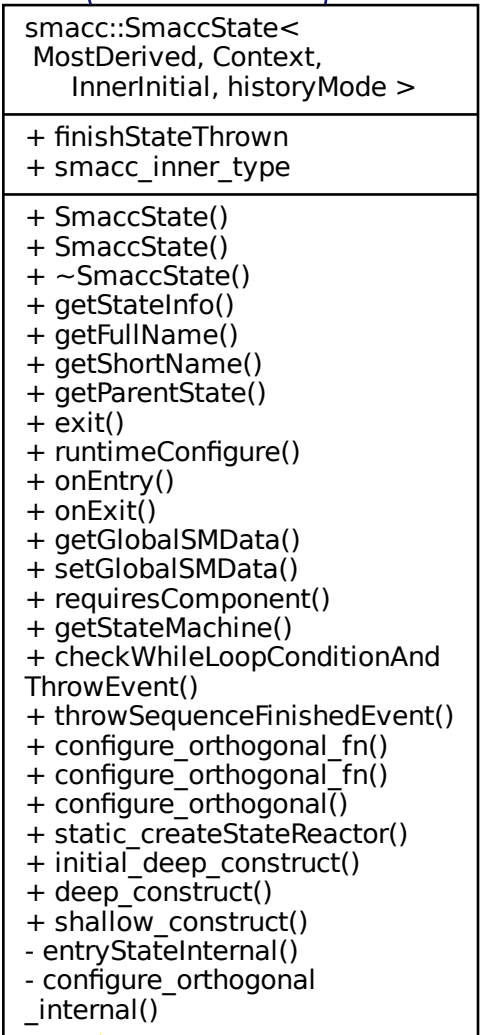 smacc::SmaccState<
MostDerived, Context,
InnerInitial, historyMode >
+ finishStateThrown
+ smacc_inner_type
+ SmaccState()
+ SmaccState()
+ ~SmaccState()
+ getStateInfo()
+ getFullName()
+ getShortName()
+ getParentState()
+ exit()
+ runtimeConfigure()
+ onEntry()
+ onExit()
+ getGlobalSMData()
+ setGlobalSMData()
+ requiresComponent()
+ getStateMachine()
+ checkWhileLoopConditionAnd
ThrowEvent()
+ throwSequenceFinishedEvent()
+ configure_orthogonal_fn()
+ configure_orthogonal_fn()
+ configure_orthogonal()
+ static_createStateReactor()
+ initial_deep_construct()
+ deep_construct()
+ shallow_construct()
- entryStateInternal()
- configure_orthogonal
_internal()